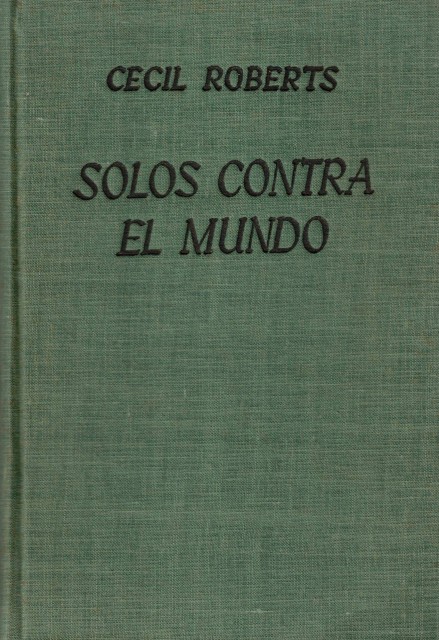 CECIL ROBERTS
SOLOS CONTRA
EL MUNDO